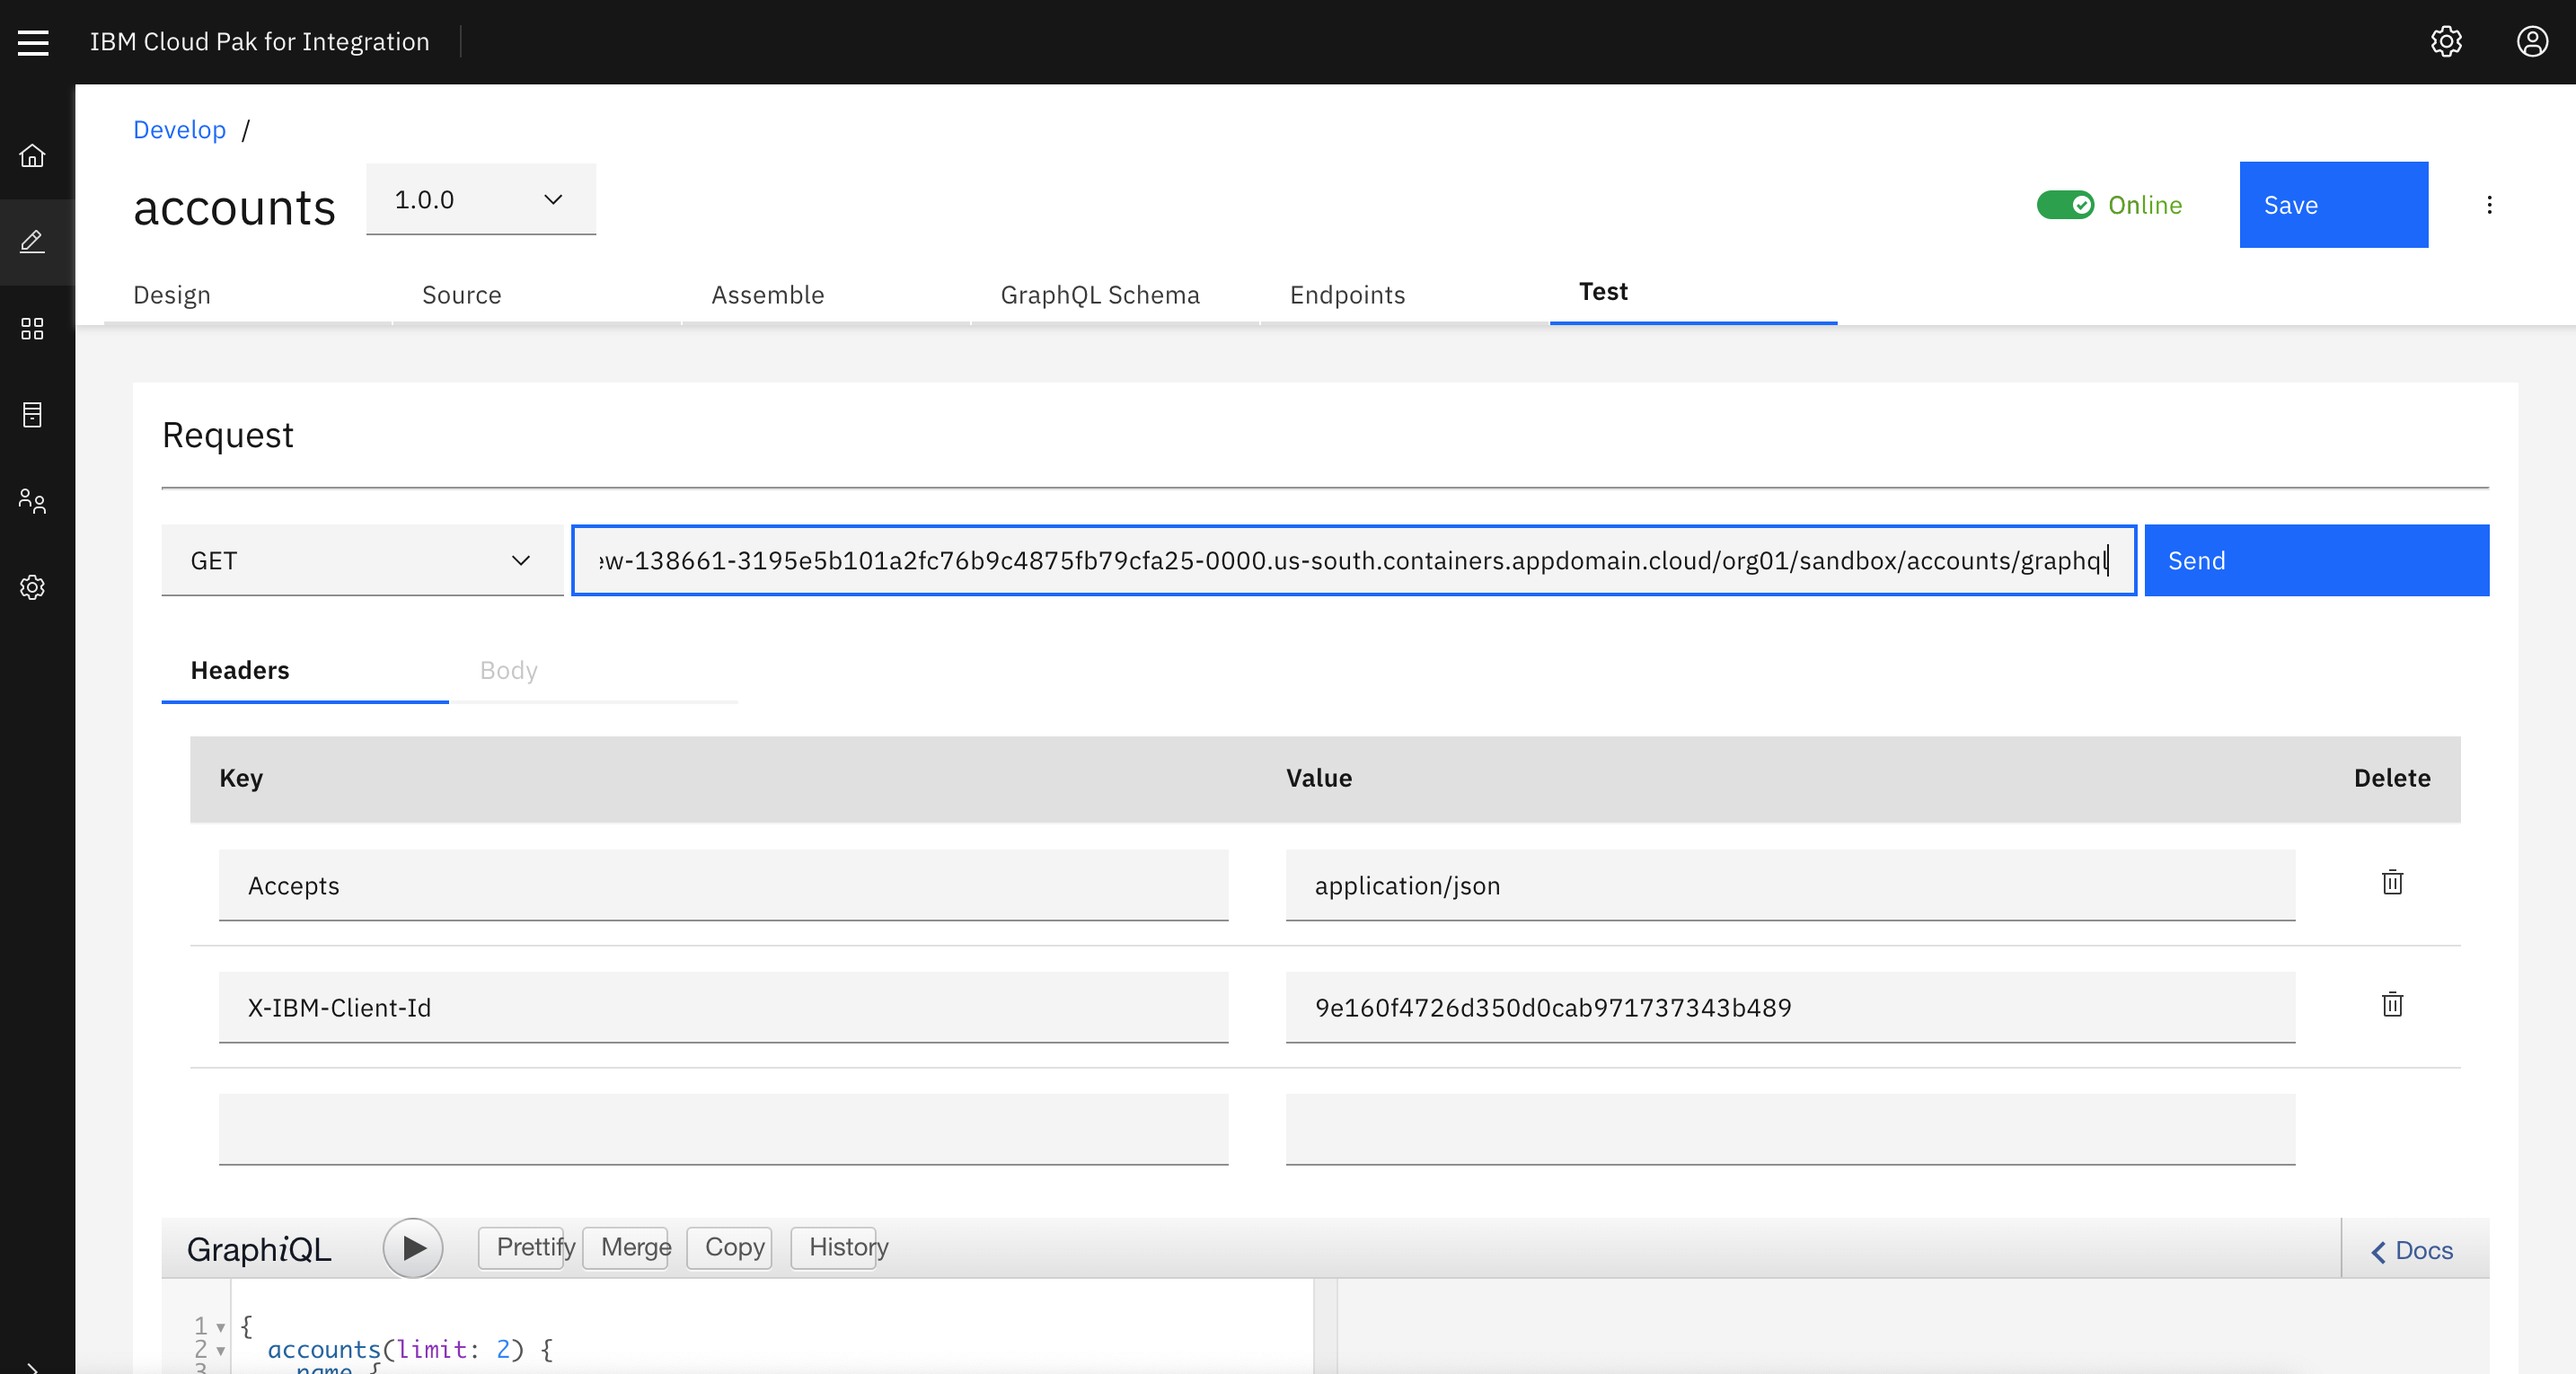 IBM Cloud Pak for Integration
Develop /
accounts
1.0.0
Online
Save
Design
Source
Assemble
GraphQL Schema
Endpoints
Test
Request
GET
ew-138661-3195e5b101a2fc76b9c4875fb79cfa25-0000.us-south.containers.appdomain.cloud/org01/sandbox/accounts/graphql
Send
Headers
Body
Key
Value
Delete
Accepts
application/json
X-IBM-Client-Id
9e160f4726d350d0cab971737343b489
GraphiQL
Prettify
Merge
Copy
History
Docs
1 {
2 accounts(limit: 2) {
3 name {